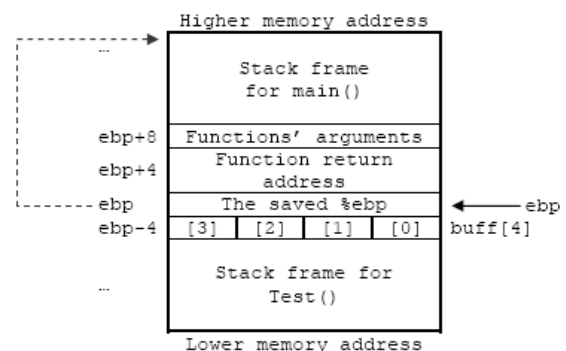 Higher memory address
…
Stack frame
for main()
ebp+8 Functions’ arguments
ebp+4 Function return
address
ebp The saved %ebp ebp
ebp-4 [3] [2] [1] [0] buff[4]
Stack frame for
… Test()
Lower memory address